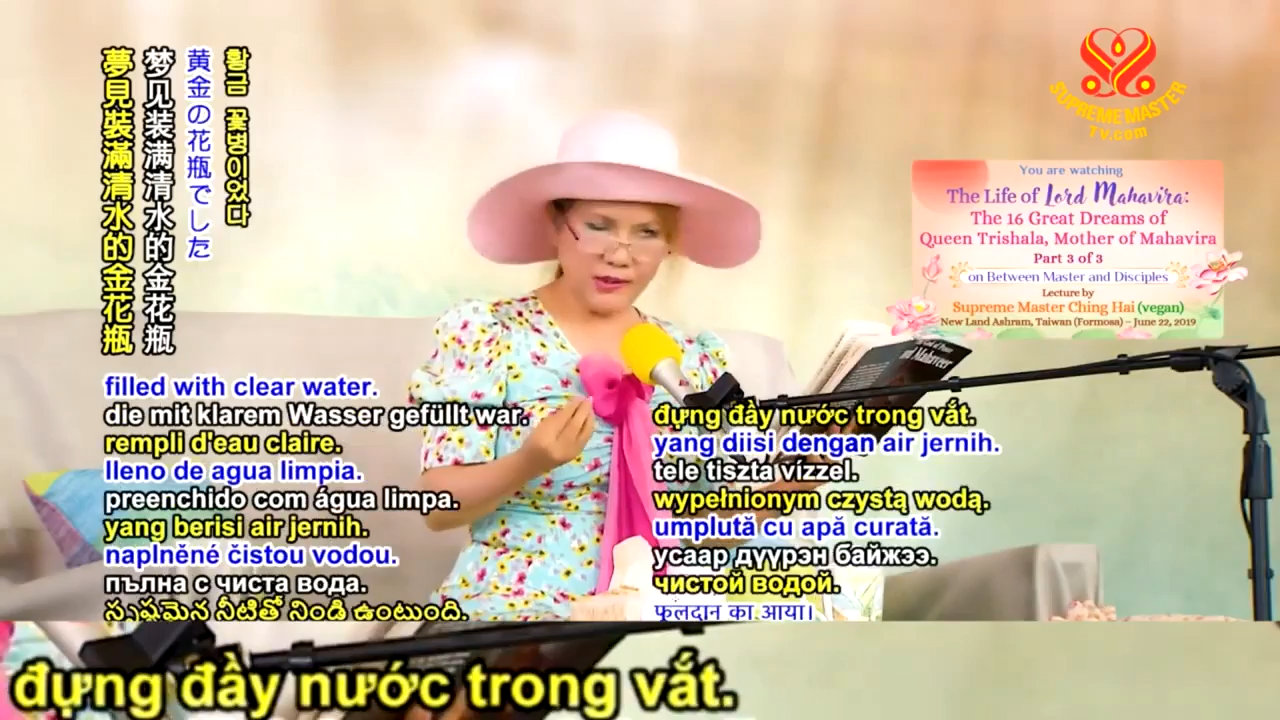 夢見裝滿清水的金花瓶
梦见装满清水的金花瓶
黄金の花瓶でした
황금 꽃병이었다
SUPREME MASTER
Tv.com
You are watching
The Life of Lord Mahavira:
The 16 Great Dreams of
Queen Trishala, Mother of Mahavira
Part 3 of 3
on Between Master and Disciples
Lecture by
Supreme Master Ching Hai (vegan)
New Land Ashram, Taiwan (Formosa) – June 22, 2019
filled with clear water.
die mit klarem Wasser gefüllt war.
rempli d'eau claire.
lleno de agua limpia.
preenchido com água limpa.
yang berisi air jernih.
naplněné čistou vodou.
пълна с чиста вода.
స్వచ్ఛమైన నీటితో నిండి ఉంటుంది.
đựng đầy nước trong vắt.
yang diisi dengan air jernih.
tele tiszta vízzel.
wypełnionym czystą wodą.
umplută cu apă curată.
усаар дүүрэн байжээ.
чистой водой.
फूलदान का आया।
đựng đầy nước trong vắt.